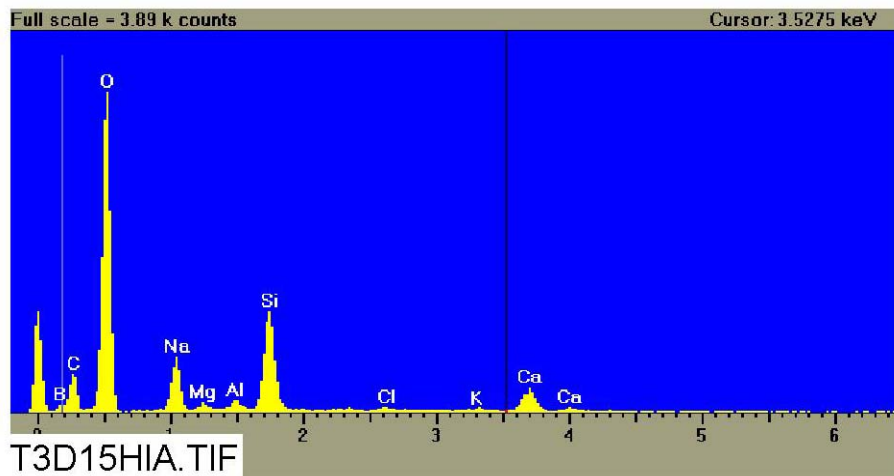 Full scale = 3.89 k counts Cursor: 3.5275 keV
O
Si
Na
C
Ca
B
Mg
Al
Cl
K
Ca
0 1 2 3 4 5 6
T3D15HIA.TIF